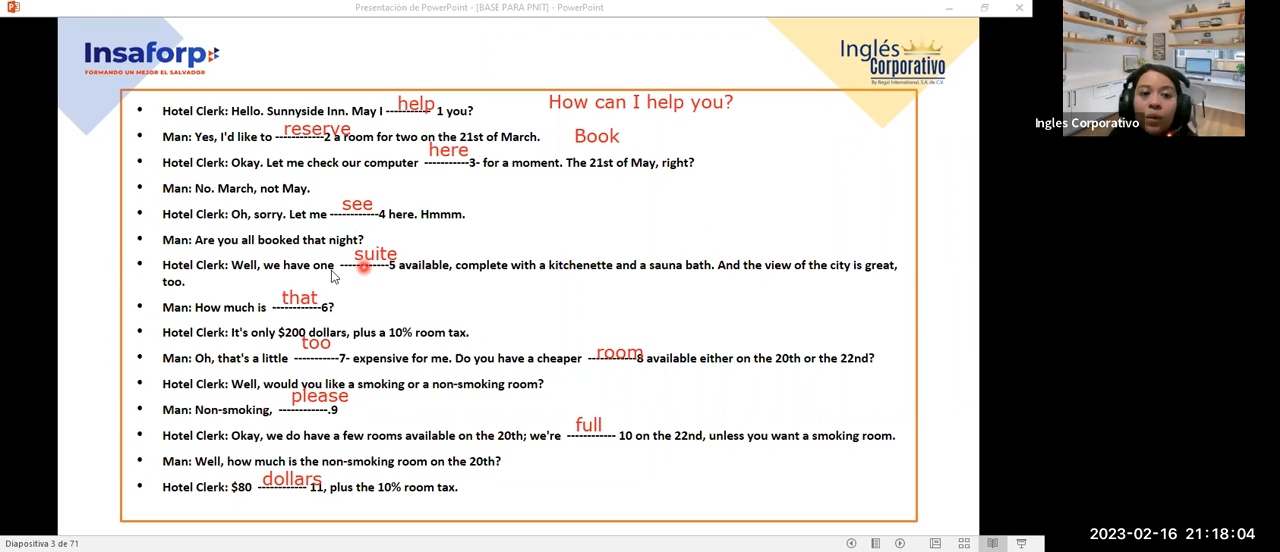 Presentación de PowerPoint - [BASE PARA PNIT] - PowerPoint
Insaforp
FORMANDO UN MEJOR EL SALVADOR
Inglés
Corporativo
By Regal International, S.A. de C.V.
help
How can I help you?
• Hotel Clerk: Hello. Sunnyside Inn. May I ---------- 1 you?
reserve
Book
• Man: Yes, I'd like to ------------2 a room for two on the 21st of March.
here
• Hotel Clerk: Okay. Let me check our computer -----------3- for a moment. The 21st of May, right?
• Man: No. March, not May.
see
• Hotel Clerk: Oh, sorry. Let me ------------4 here. Hmmm.
• Man: Are you all booked that night?
suite
• Hotel Clerk: Well, we have one ------------5 available, complete with a kitchenette and a sauna bath. And the view of the city is great,
too.
that
• Man: How much is ------------6?
• Hotel Clerk: It's only $200 dollars, plus a 10% room tax.
too
room
• Man: Oh, that's a little -----------7- expensive for me. Do you have a cheaper ------------8 available either on the 20th or the 22nd?
• Hotel Clerk: Well, would you like a smoking or a non-smoking room?
please
• Man: Non-smoking, ------------.9
full
• Hotel Clerk: Okay, we do have a few rooms available on the 20th; we're ------------ 10 on the 22nd, unless you want a smoking room.
• Man: Well, how much is the non-smoking room on the 20th?
dollars
• Hotel Clerk: $80 ------------ 11, plus the 10% room tax.
Diapositiva 3 de 71
Ingles Corporativo
2023-02-16 21:18:04